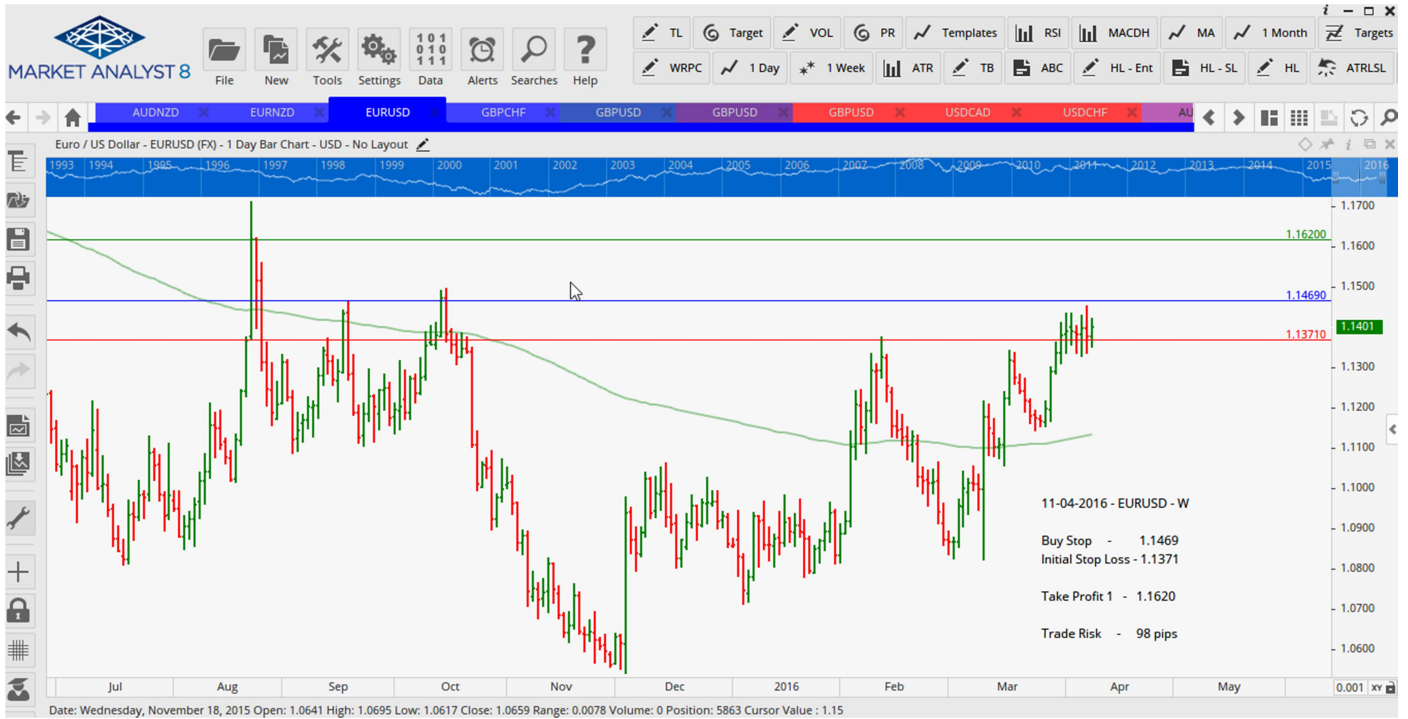 i
MARKET ANALYST 8
File New Tools Settings Data Alerts Searches Help
101
010
111
TL Target VOL PR Templates RSI MACDH MA 1 Month Targets
WRPC 1 Day 1 Week ATR TB ABC HL - Ent HL - SL HL ATRLSL
AUDNZD EURNZD EURUSD GBPCHF GBPUSD GBPUSD GBPUSD USDCAD USDCHF AU
Euro / US Dollar - EURUSD (FX) - 1 Day Bar Chart - USD - No Layout
1993 1994 1995 1996 1997 1998 1999 2000 2001 2002 2003 2004 2005 2006 2007 2008 2009 2010 2011 2012 2013 2014 2015 2016
1.1700
1.16200
1.1600
1.1500
1.14690
1.1401
1.13710
1.1300
1.1200
1.1100
1.1000
1.0900
1.0800
1.0700
1.0600
11-04-2016 - EURUSD - W
Buy Stop - 1.1469
Initial Stop Loss - 1.1371
Take Profit 1 - 1.1620
Trade Risk - 98 pips
Jul Aug Sep Oct Nov Dec 2016 Feb Mar Apr May
0.001 XY
Date: Wednesday, November 18, 2015 Open: 1.0641 High: 1.0695 Low: 1.0617 Close: 1.0659 Range: 0.0078 Volume: 0 Position: 5863 Cursor Value : 1.15